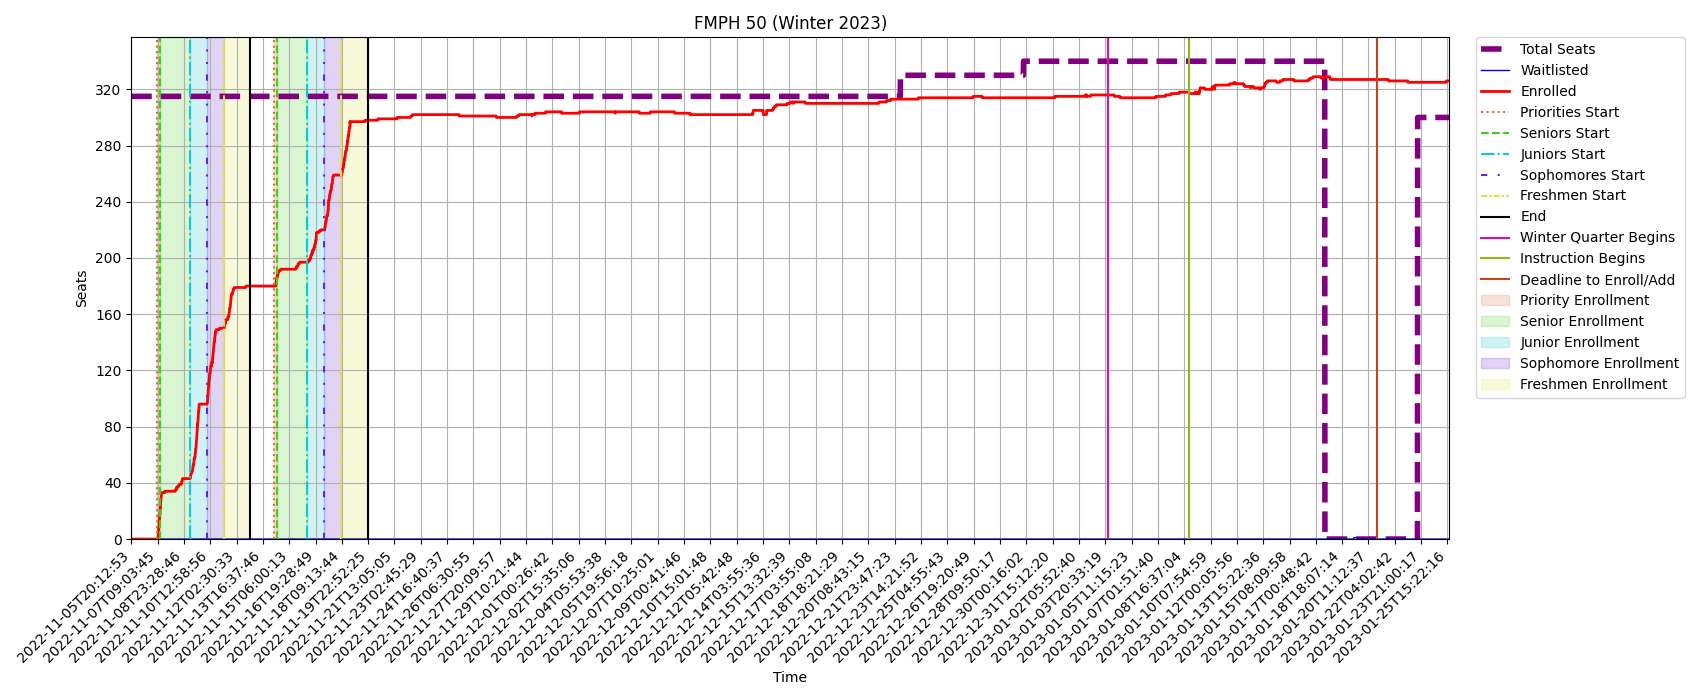 FMPH 50 (Winter 2023)
Seats
320
280
240
200
160
120
80
40
0
2022-11-05T20:12:53
2022-11-07T09:03:45
2022-11-08T23:28:46
2022-11-10T12:58:56
2022-11-12T02:30:33
2022-11-13T16:37:46
2022-11-15T06:00:13
2022-11-16T19:28:49
2022-11-18T09:13:44
2022-11-19T22:52:25
2022-11-21T13:05:05
2022-11-23T02:45:29
2022-11-24T16:40:37
2022-11-26T06:30:55
2022-11-27T20:09:57
2022-11-29T10:21:44
2022-12-01T00:26:42
2022-12-02T15:35:06
2022-12-04T05:53:38
2022-12-05T19:56:18
2022-12-07T10:25:01
2022-12-09T01:41:46
2022-12-10T15:01:48
2022-12-12T05:42:48
2022-12-14T03:55:36
2022-12-15T13:32:39
2022-12-17T03:55:08
2022-12-18T18:21:29
2022-12-20T08:43:15
2022-12-21T23:47:23
2022-12-23T14:21:52
2022-12-25T04:55:43
2022-12-26T19:20:49
2022-12-28T09:50:17
2022-12-30T00:16:02
2022-12-31T15:12:20
2023-01-02T05:52:40
2023-01-03T20:33:19
2023-01-05T11:15:23
2023-01-07T01:51:40
2023-01-08T16:37:04
2023-01-10T07:54:59
2023-01-12T00:05:56
2023-01-13T15:22:36
2023-01-15T08:09:58
2023-01-17T00:48:42
2023-01-18T18:07:14
2023-01-20T11:12:37
2023-01-22T04:02:42
2023-01-23T21:00:17
2023-01-25T15:22:16
Time
Total Seats
Waitlisted
Enrolled
Priorities Start
Seniors Start
Juniors Start
Sophomores Start
Freshmen Start
End
Winter Quarter Begins
Instruction Begins
Deadline to Enroll/Add
Priority Enrollment
Senior Enrollment
Junior Enrollment
Sophomore Enrollment
Freshmen Enrollment